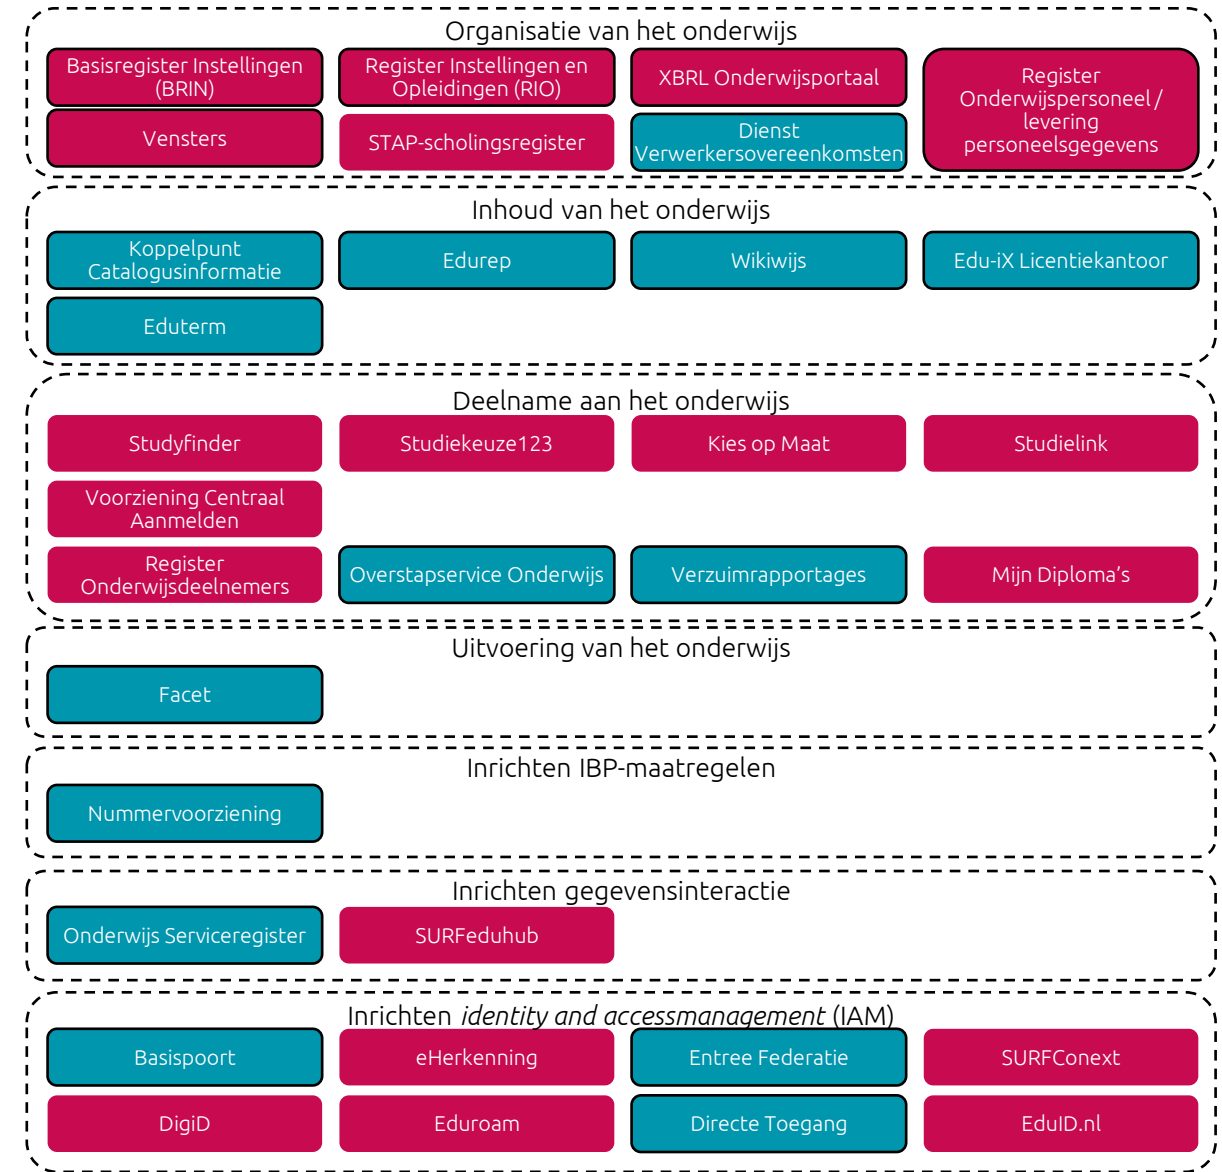 Organisatie van het onderwijs
Basisregister Instellingen
(BRIN)
Register Instellingen en
Opleidingen (RIO)
XBRL Onderwijsportaal
Register
Onderwijspersoneel /
levering
personeelsgegevens
Vensters
STAP-scholingsregister
Dienst
Verwerkersovereenkomsten
Inhoud van het onderwijs
Koppelpunt
Catalogusinformatie
Edurep
Wikiwijs
Edu-iX Licentiekantoor
Eduterm
Deelname aan het onderwijs
Studyfinder
Studiekeuze123
Kies op Maat
Studielink
Voorziening Centraal
Aanmelden
Register
Onderwijsdeelnemers
Overstapservice Onderwijs
Verzuimrapportages
Mijn Diploma's
Uitvoering van het onderwijs
Facet
Inrichten IBP-maatregelen
Nummervoorziening
Inrichten gegevensinteractie
Onderwijs Serviceregister
SURFeduhub
Inrichten identity and accessmanagement (IAM)
Basispoort
eHerkenning
Entree Federatie
SURFConext
DigiD
Eduroam
Directe Toegang
EduID.nl